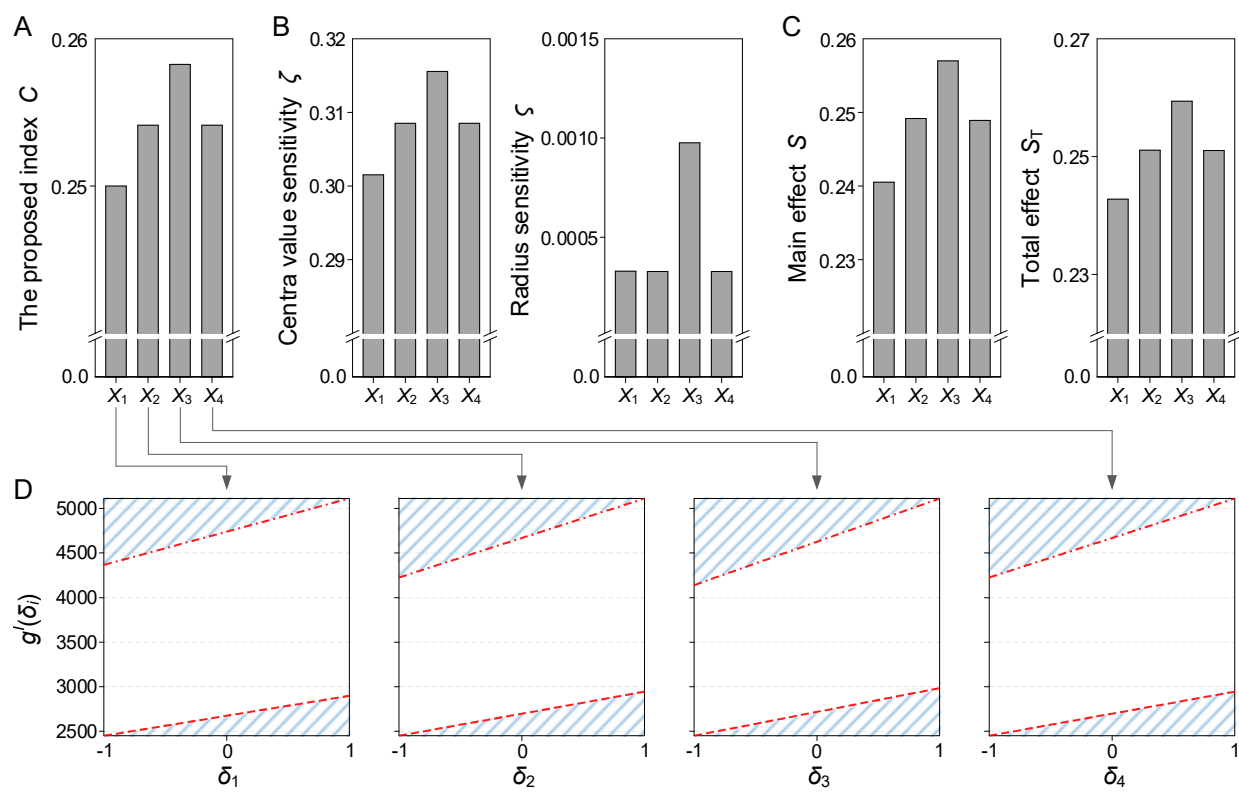 A
B
C
The proposed index C
0.26
0.25
0.0
X1 X2 X3 X4
Centra value sensitivity ζ
0.32
0.31
0.30
0.29
0.0
X1 X2 X3 X4
Radius sensitivity ς
0.0015
0.0010
0.0005
0.0
X1 X2 X3 X4
Main effect S
0.26
0.25
0.24
0.23
0.0
X1 X2 X3 X4
Total effect ST
0.27
0.25
0.23
0.0
X1 X2 X3 X4
D
gI(δi)
5000
4500
4000
3500
3000
2500
-1 0 1
δ1
-1 0 1
δ2
-1 0 1
δ3
-1 0 1
δ4